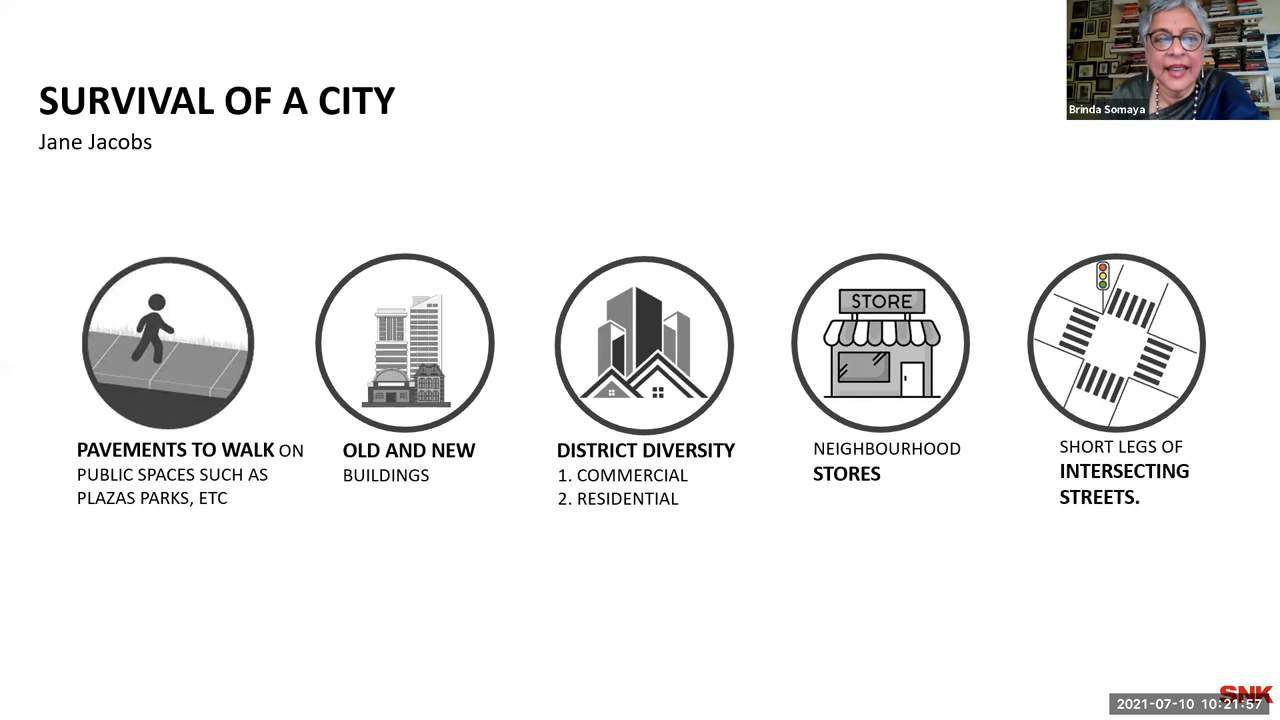 SURVIVAL OF A CITY
Jane Jacobs
Brinda Somaya
STORE
PAVEMENTS TO WALK ON
PUBLIC SPACES SUCH AS
PLAZAS PARKS, ETC
OLD AND NEW
BUILDINGS
DISTRICT DIVERSITY
1. COMMERCIAL
2. RESIDENTIAL
NEIGHBOURHOOD
STORES
SHORT LEGS OF
INTERSECTING
STREETS.
SNK
2021-07-10 10:21:57